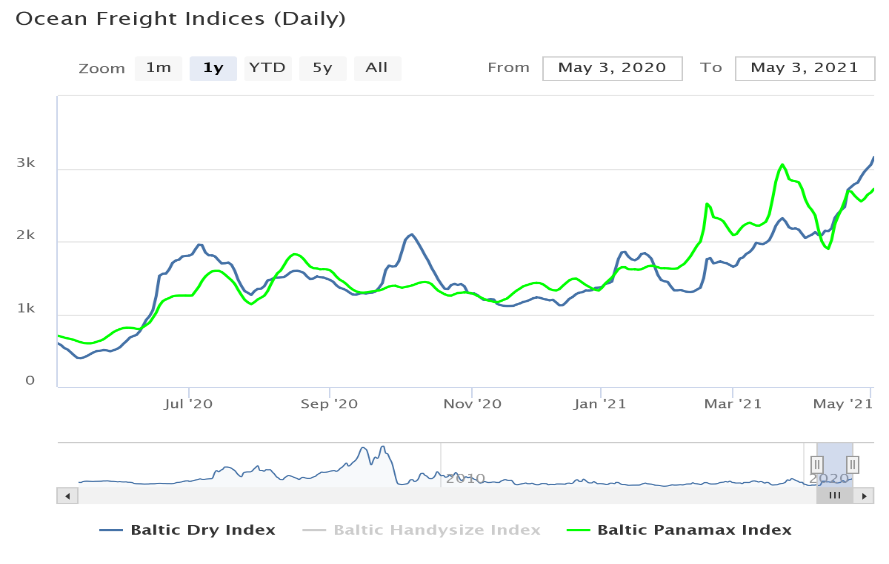 Ocean Freight Indices (Daily)
Zoom 1m 1y YTD 5y All From May 3, 2020 To May 3, 2021
3k
2k
1k
0
Jul '20 Sep '20 Nov '20 Jan '21 Mar '21 May '21
2010 2020
Baltic Dry Index Baltic Handysize Index Baltic Panamax Index